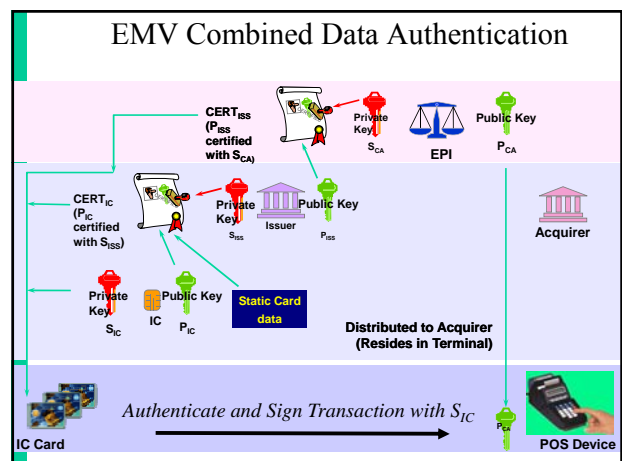 EMV Combined Data Authentication
CERTISS
(PISS
certified
with SCA)
Private
Key
SCA
EPI
Public Key
PCA
CERTIC
(PIC
certified
with SISS)
Private
Key
SISS
Issuer
Public Key
PISS
Acquirer
Private
Key
SIC
IC
Public Key
PIC
Static Card
data
Distributed to Acquirer
(Resides in Terminal)
Authenticate and Sign Transaction with SIC
IC Card
PCA
POS Device